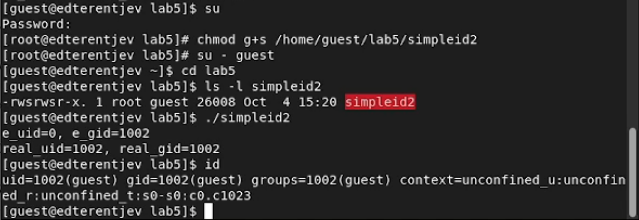 [guest@edterentjev lab5]$ su
Password:
[root@edterentjev lab5]# chmod g+s /home/guest/lab5/simpleid2
[root@edterentjev lab5]# su - guest
[guest@edterentjev ~]$ cd lab5
[guest@edterentjev lab5]$ ls -l simpleid2
-rwsrwsr-x. 1 root guest 26008 Oct  4 15:20 simpleid2
[guest@edterentjev lab5]$ ./simpleid2
e_uid=0, e_gid=1002
real_uid=1002, real_gid=1002
[guest@edterentjev lab5]$ id
uid=1002(guest) gid=1002(guest) groups=1002(guest) context=unconfined_u:unconfin
ed_r:unconfined_t:s0-s0:c0.c1023
[guest@edterentjev lab5]$